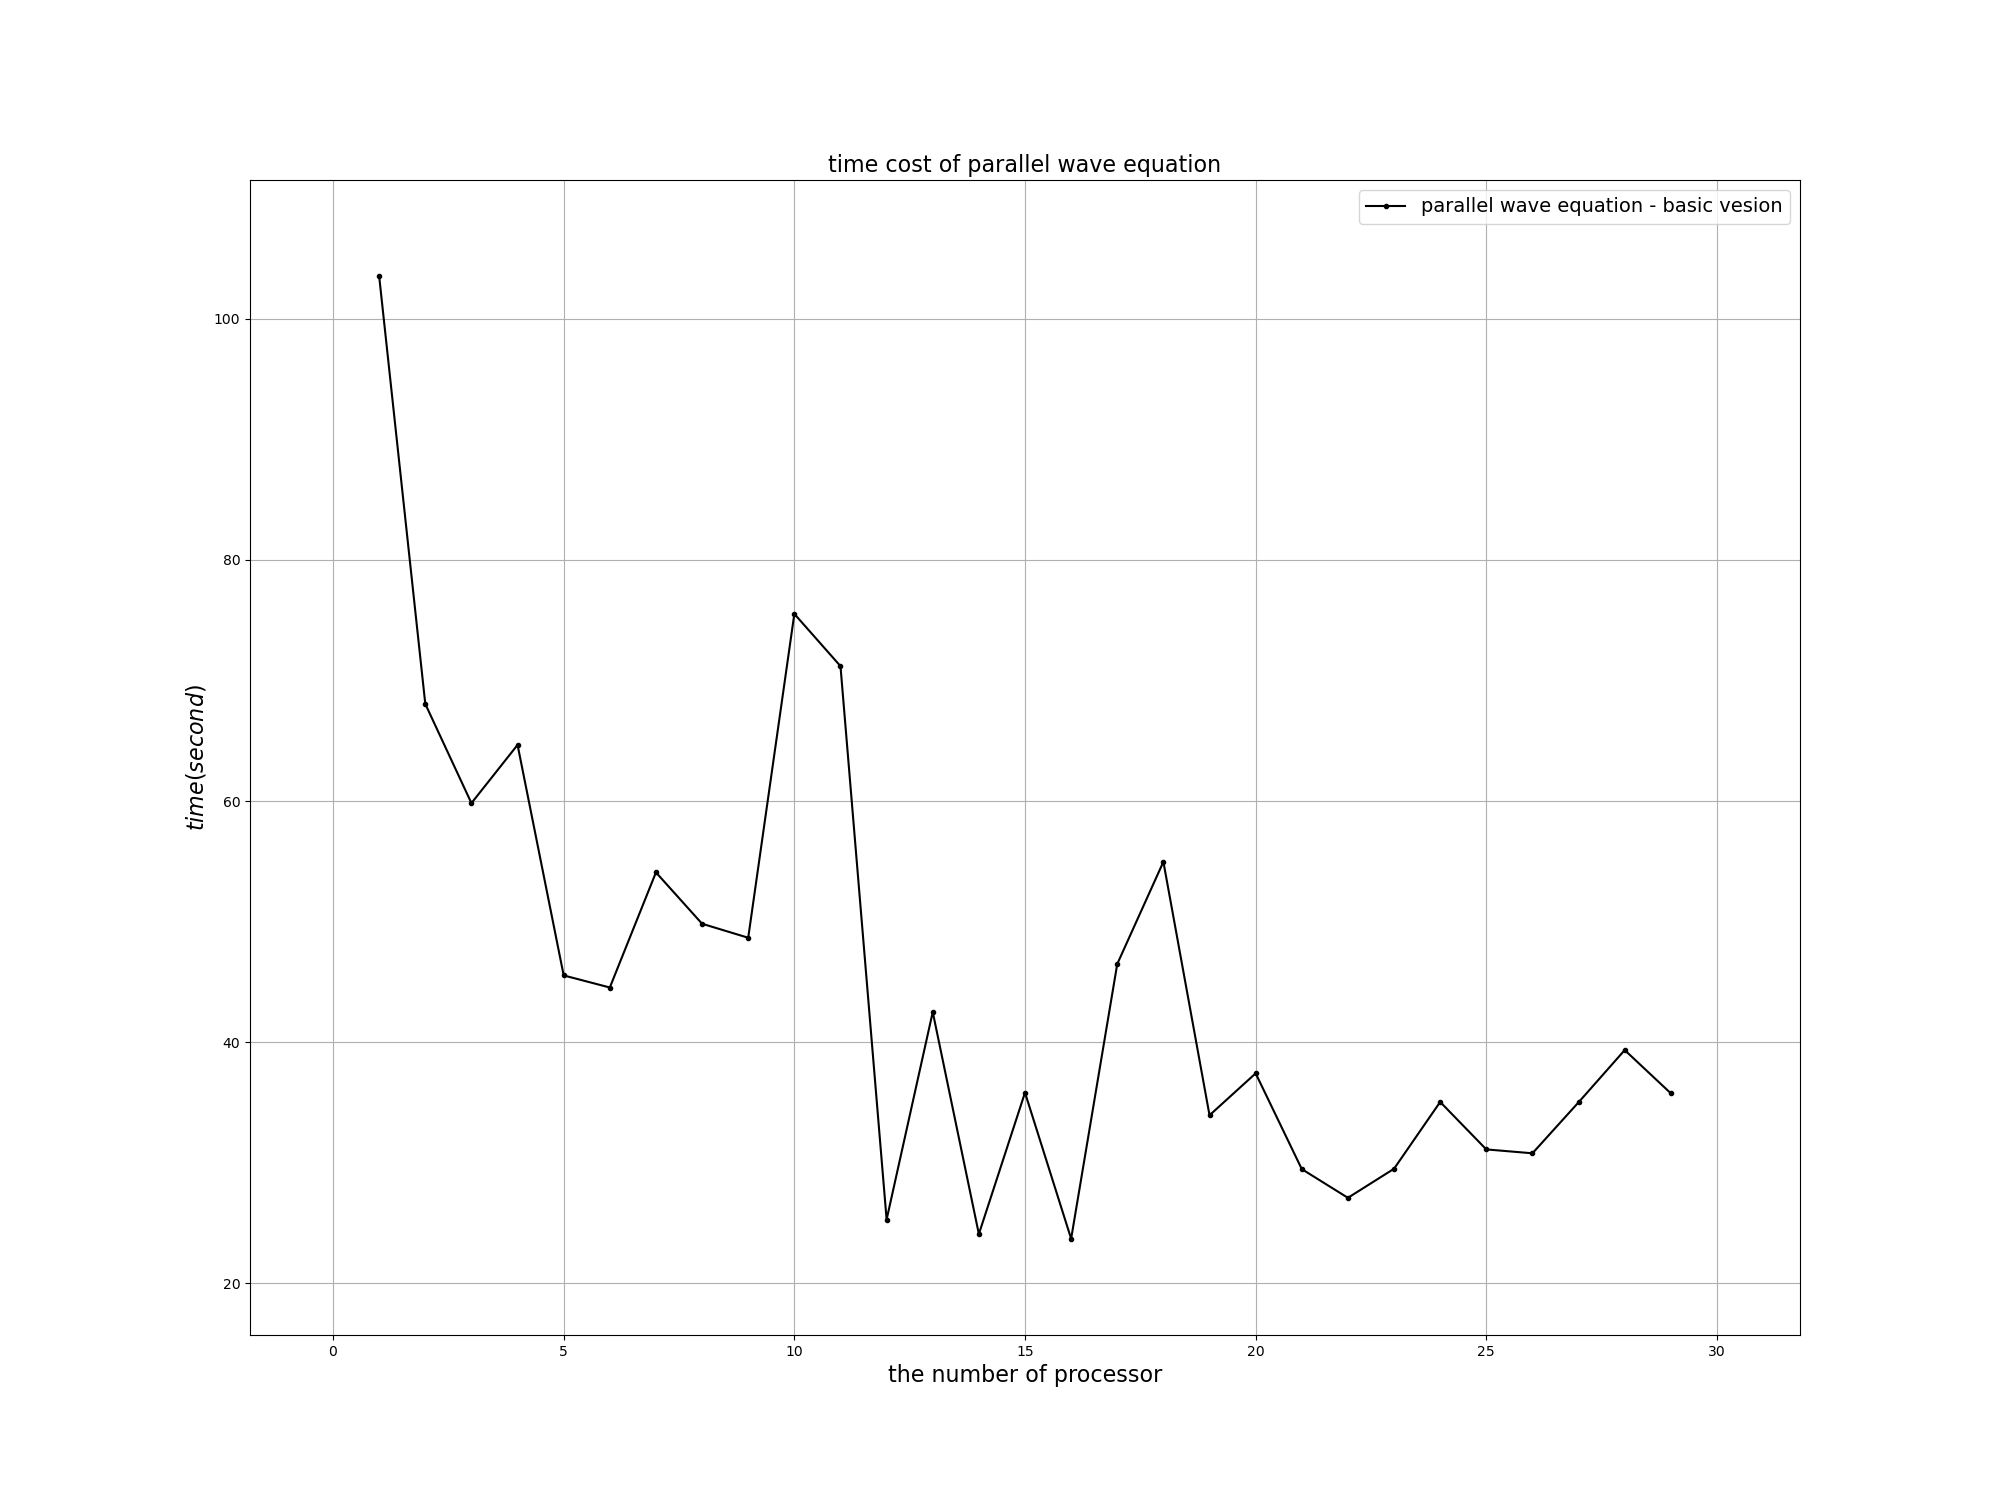 time cost of parallel wave equation
parallel wave equation - basic vesion
100
80
60
40
20
time(second)
0 5 10 15 20 25 30
the number of processor